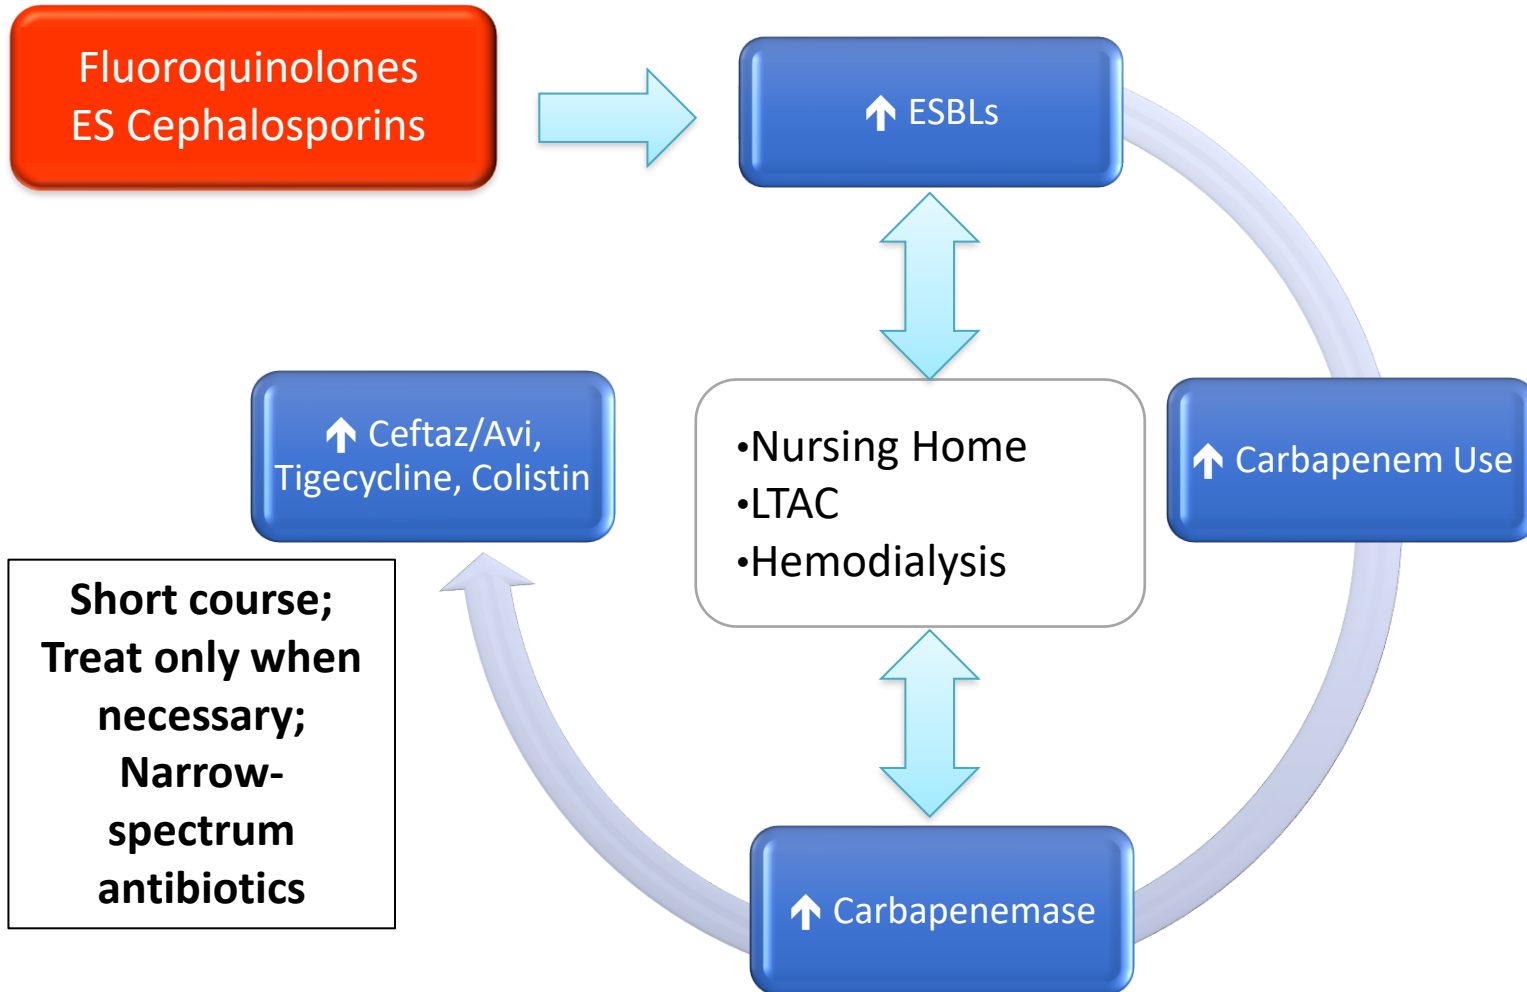 Fluoroquinolones
ES Cephalosporins
↑ ESBLs
↑ Ceftaz/Avi,
Tigecycline, Colistin
•Nursing Home
•LTAC
•Hemodialysis
↑ Carbapenem Use
Short course;
Treat only when
necessary;
Narrow-
spectrum
antibiotics
↑ Carbapenemase